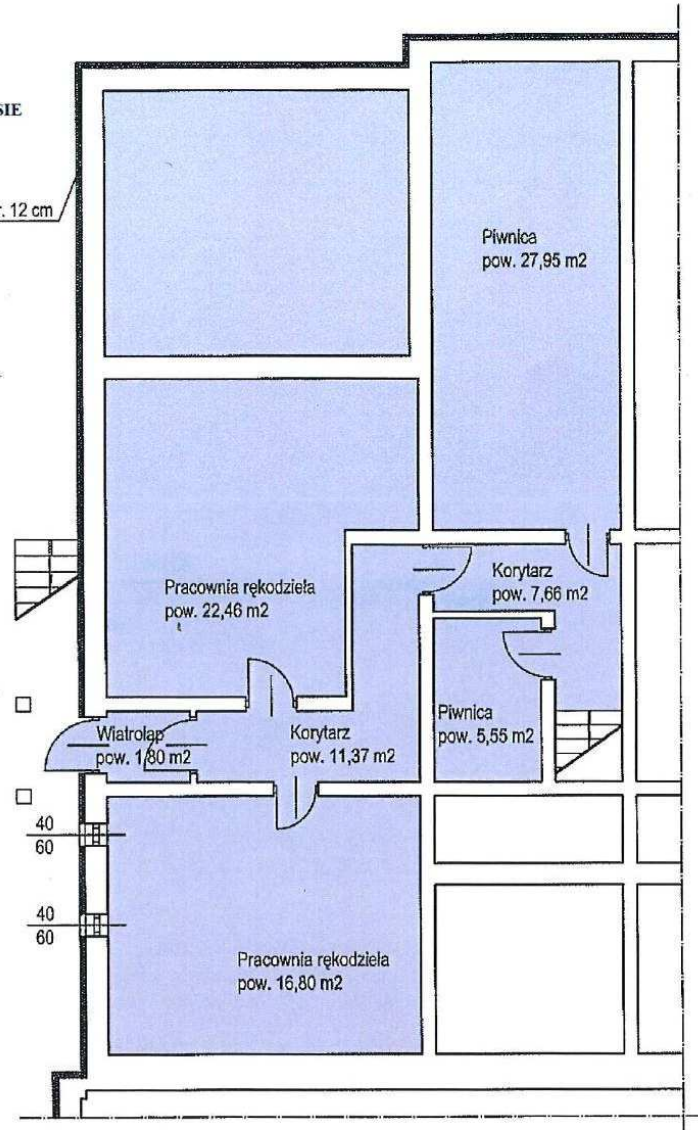 SIE
r. 12 cm
Piwnica
pow. 27,95 m2
Pracownia rękodzieła
pow. 22,46 m2
Korytarz
pow. 7,66 m2
Wiatrołap
pow. 1,80 m2
Korytarz
pow. 11,37 m2
Piwnica
pow. 5,55 m2
40
60
40
60
Pracownia rękodzieła
pow. 16,80 m2